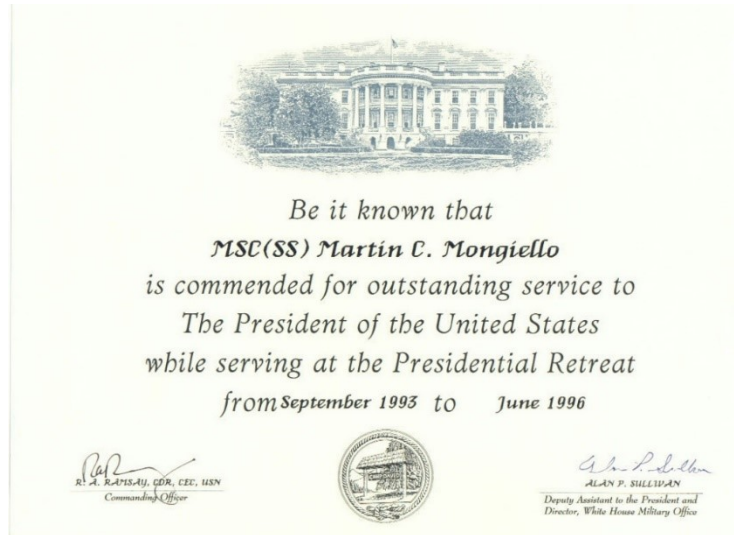 Be it known that
MSC(SS) Martin C. Mongiello
is commended for outstanding service to
The President of the United States
while serving at the Presidential Retreat
from September 1993 to June 1996
R. A. RAMSAY, CDR, CEC, USN
Commanding Officer
ALAN P. SULLIVAN
Deputy Assistant to the President and
Director, White House Military Office